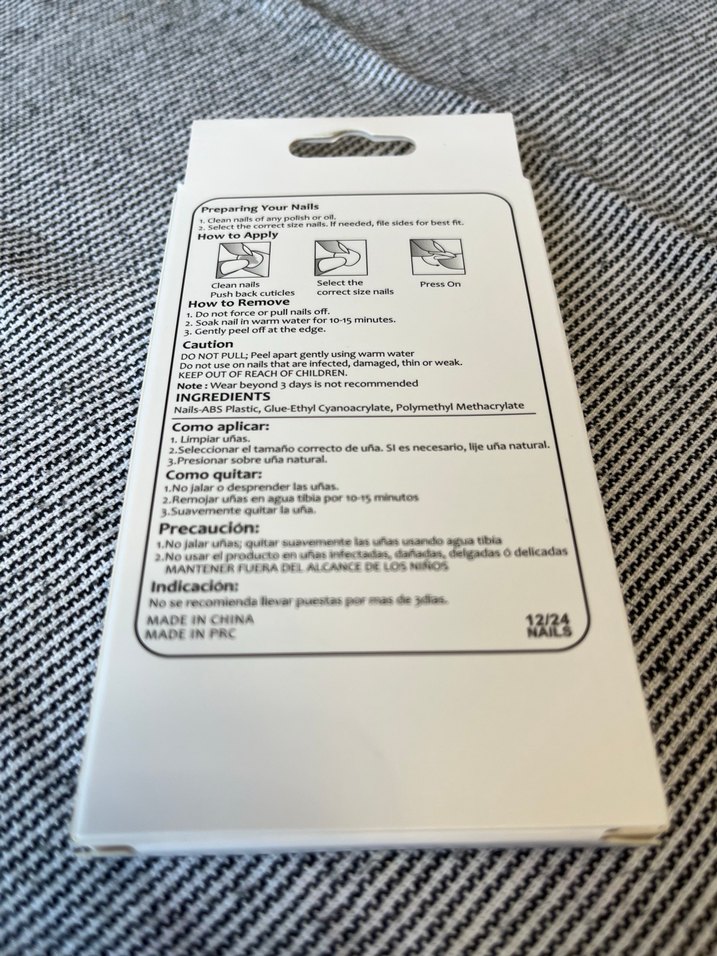 Preparing Your Nails
1. Clean nails of any polish or oil.
2. Select the correct size nails. If needed, file sides for best fit.
How to Apply
Clean nails
Push back cuticles
Select the
correct size nails
Press On
How to Remove
1. Do not force or pull nails off.
2. Soak nail in warm water for 10-15 minutes.
3. Gently peel off at the edge.
Caution
DO NOT PULL; Peel apart gently using warm water
Do not use on nails that are infected, damaged, thin or weak.
KEEP OUT OF REACH OF CHILDREN.
Note : Wear beyond 3 days is not recommended
INGREDIENTS
Nails-ABS Plastic, Glue-Ethyl Cyanoacrylate, Polymethyl Methacrylate
Como aplicar:
1. Limpiar uñas.
2.Seleccionar el tamaño correcto de uña. SI es necesario, lije uña natural.
3.Presionar sobre uña natural.
Como quitar:
1.No jalar o desprender las uñas.
2.Remojar uñas en agua tibia por 10-15 minutos
3.Suavemente quitar la uña.
Precaución:
1.No jalar uñas; quitar suavemente las uñas usando agua tibia
2.No usar el producto en uñas infectadas, dañadas, delgadas ó delicadas
MANTENER FUERA DEL ALCANCE DE LOS NIÑOS
Indicación:
No se recomienda llevar puestas por mas de 3días.
MADE IN CHINA
MADE IN PRC
12/24
NAILS